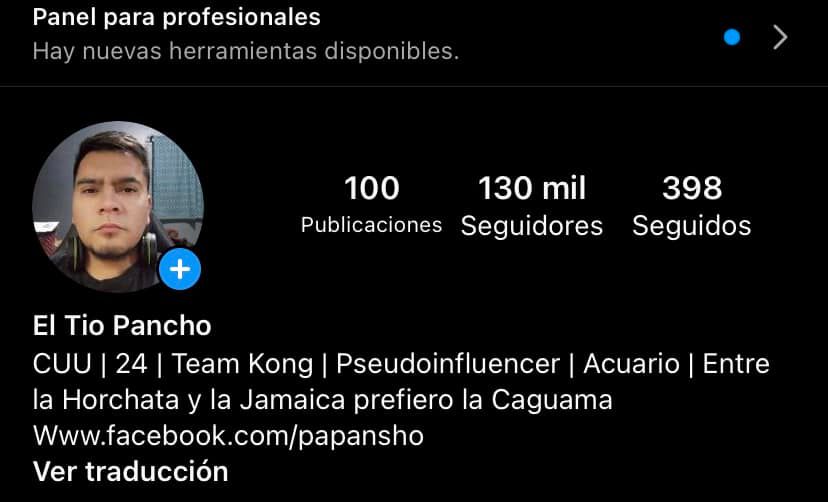 Panel para profesionales
Hay nuevas herramientas disponibles.
100 130 mil 398
Publicaciones Seguidores Seguidos
El Tio Pancho
CUU | 24 | Team Kong | Pseudoinfluencer | Acuario | Entre
la Horchata y la Jamaica prefiero la Caguama
Www.facebook.com/papansho
Ver traducción